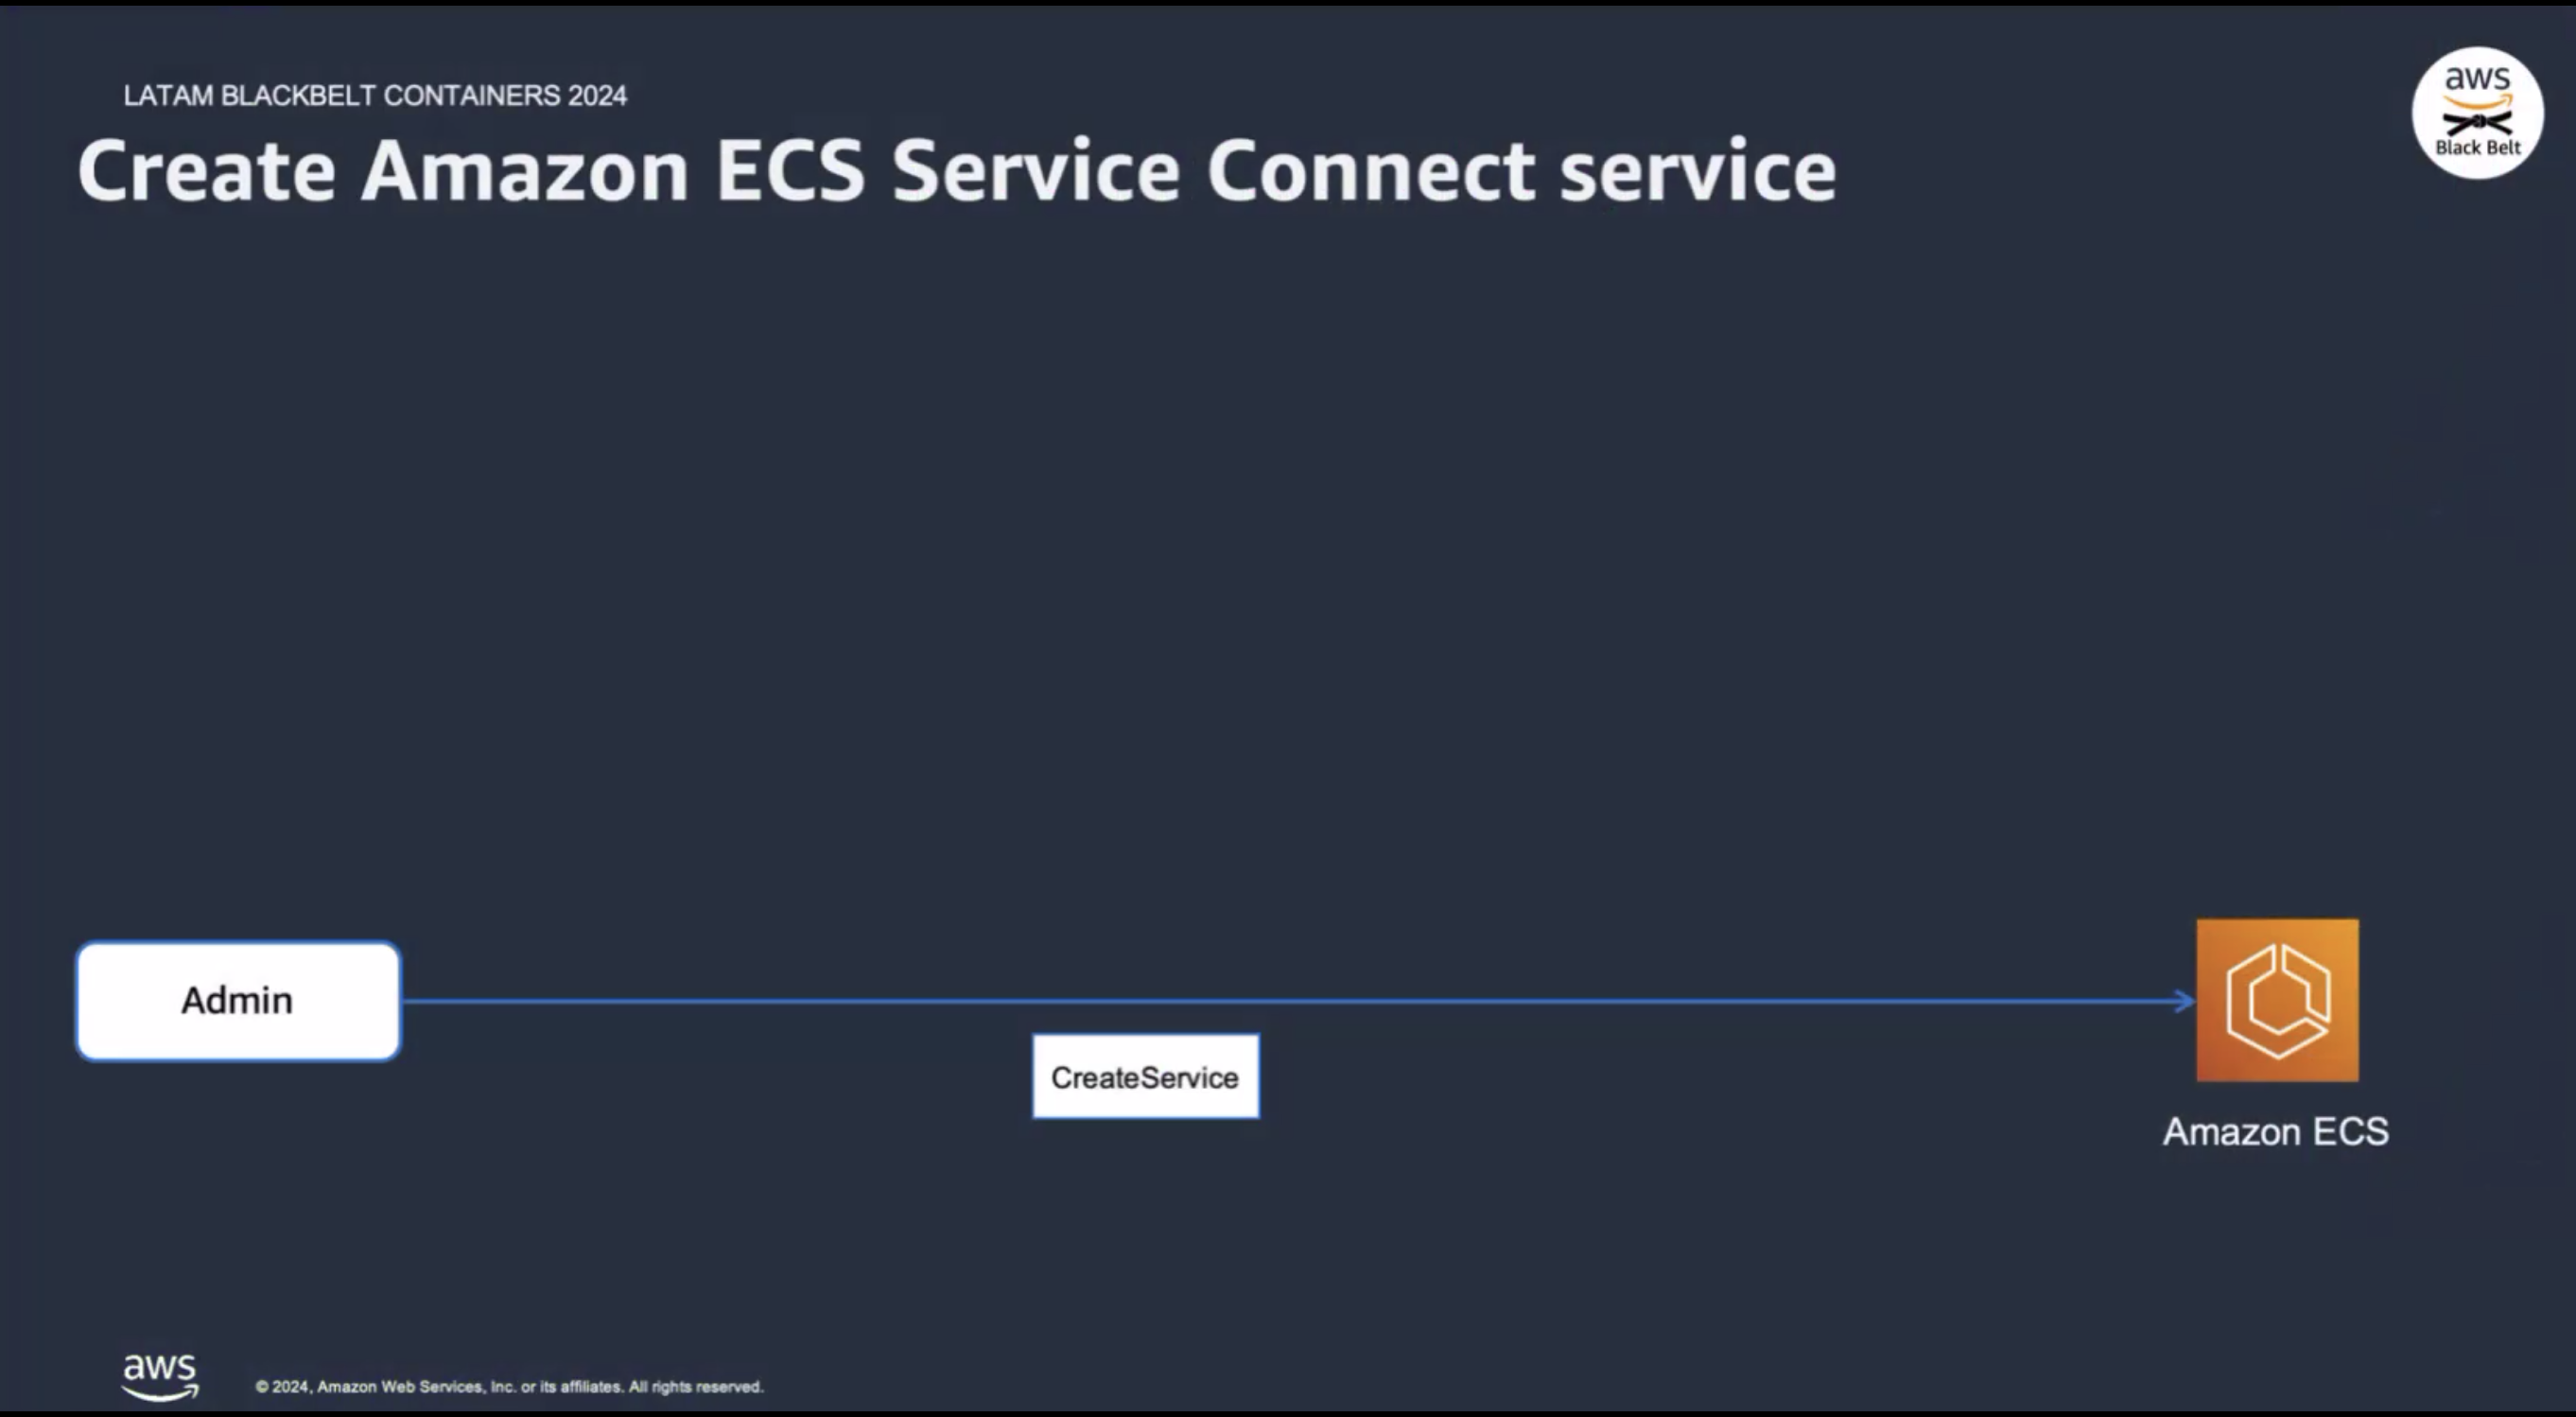 LATAM BLACKBELT CONTAINERS 2024
Create Amazon ECS Service Connect service
aws
Black Belt
Admin
CreateService
Amazon ECS
aws
© 2024, Amazon Web Services, Inc. or its affiliates. All rights reserved.